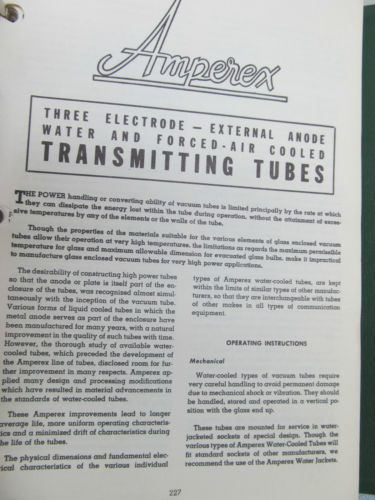 Amperex
THREE ELECTRODE — EXTERNAL ANODE
WATER AND FORCED-AIR COOLED
TRANSMITTING TUBES
THE POWER handling or converting ability of vacuum tubes is limited principally by the rate at which
they can dissipate the energy lost within the tube during operation, without the attainment of exces-
sive temperatures by any of the elements or the walls of the tube.
Though the properties of the materials suitable for the various elements of glass enclosed vacuum
tubes allow their operation at very high temperatures, the limitations as regards the maximum permissible
temperature for glass and maximum allowable dimension for evacuated glass bulbs, make it impractical
to manufacture glass enclosed vacuum tubes for very high power applications.
The desirability of constructing high power tubes
so that the anode or plate is itself part of the en-
closure of the tubes, was recognized almost simul-
taneously with the inception of the vacuum tube.
Various forms of liquid cooled tubes in which the
metal anode serves as part of the enclosure have
been manufactured for many years, with a natural
improvement in the quality of such tubes with time.
However, the thorough study of available water-
cooled tubes, which preceded the development of
the Amperex line of tubes, disclosed room for fur-
ther improvement in many respects. Amperex ap-
plied many design and processing modifications
which have resulted in material advancements in
the standards of water-cooled tubes.
These Amperex improvements lead to longer
average life, more uniform operating characteris-
tics and a minimized drift of characteristics during
the life of the tubes.
The physical dimensions and fundamental elec-
trical characteristics of the various individual
types of Amperex water-cooled tubes, are kept
within the limits of similar types of other manufac-
turers, so that they are interchangeable with tubes
of other makes in all types of communication
equipment.
OPERATING INSTRUCTIONS
Mechanical
Water-cooled types of vacuum tubes require
very careful handling to avoid permanent damage
due to mechanical shock or vibration. They should
be handled, stored and operated in a vertical po-
sition with the glass end up.
These tubes are mounted for service in water-
jacketed sockets of special design. Though the
various types of Amperex Water-Cooled Tubes will
fit standard sockets of other manufacturers, we
recommend the use of the Amperex Water Jackets.
227